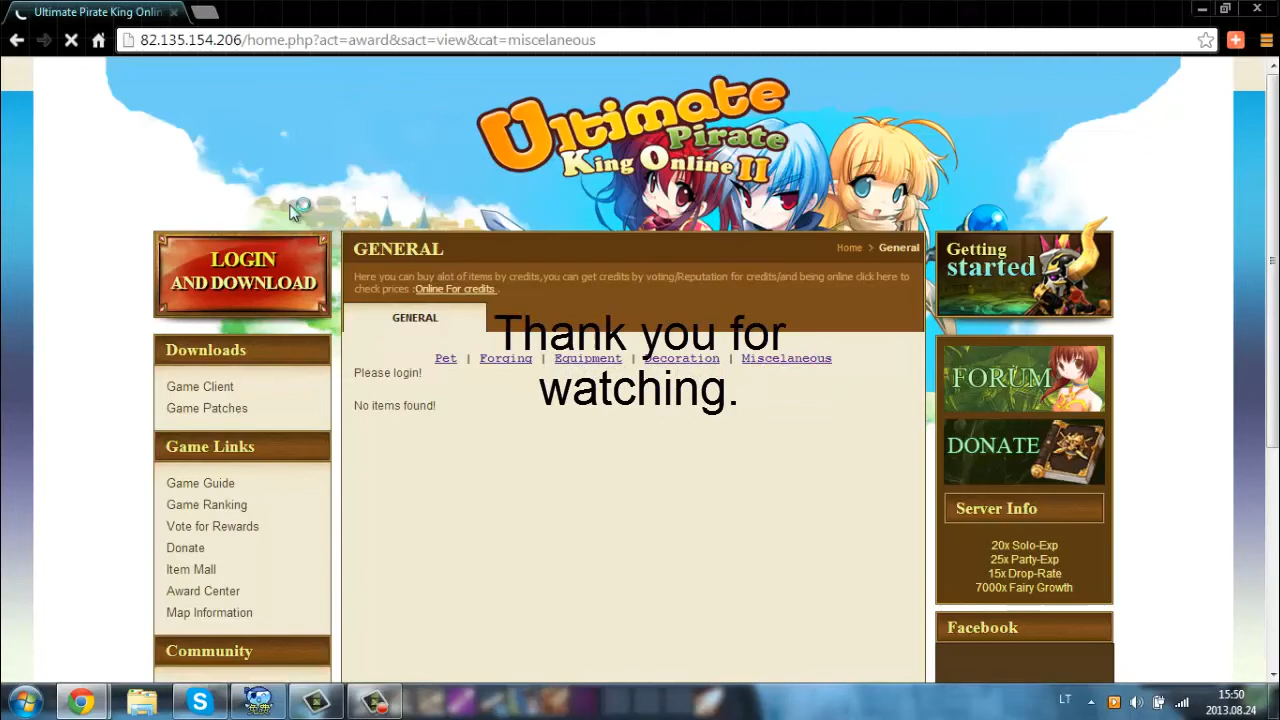 Ultimate Pirate King Onlin
82.135.154.206/home.php?act=award&sact=view&cat=miscelaneous
Ultimate
Pirate
King Online II
LOGIN
AND DOWNLOAD
GENERAL
Home > General
Here you can buy alot of items by credits,you can get credits by voting/Reputation for credits/and being online click here to
check prices :Online For credits .
GENERAL
Pet | Forging | Equipment | Decoration | Miscelaneous
Please login!
No items found!
Thank you for
watching.
Downloads
Game Client
Game Patches
Game Links
Game Guide
Game Ranking
Vote for Rewards
Donate
Item Mall
Award Center
Map Information
Community
Getting
started
FORUM
DONATE
Server Info
20x Solo-Exp
25x Party-Exp
15x Drop-Rate
7000x Fairy Growth
Facebook
LT
15:50
2013.08.24